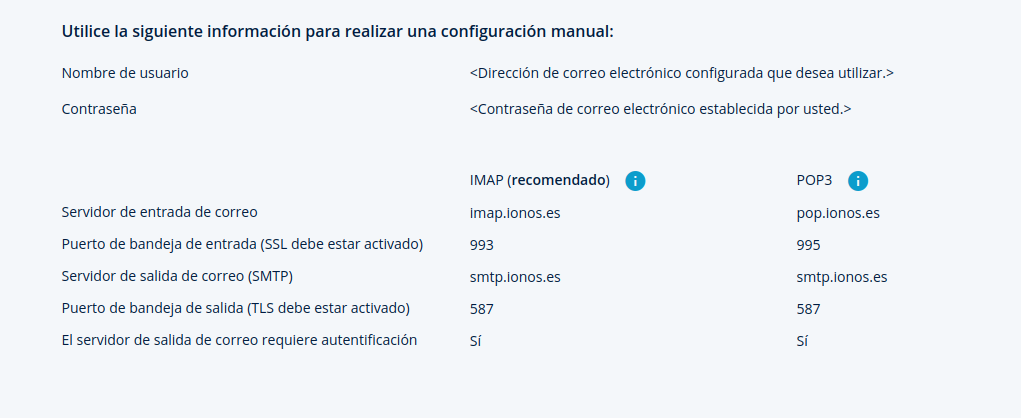 Utilice la siguiente información para realizar una configuración manual:
Nombre de usuario <Dirección de correo electrónico configurada que desea utilizar.>
Contraseña <Contraseña de correo electrónico establecida por usted.>
IMAP (recomendado) i POP3 i
Servidor de entrada de correo imap.ionos.es pop.ionos.es
Puerto de bandeja de entrada (SSL debe estar activado) 993 995
Servidor de salida de correo (SMTP) smtp.ionos.es smtp.ionos.es
Puerto de bandeja de salida (TLS debe estar activado) 587 587
El servidor de salida de correo requiere autentificación Sí Sí